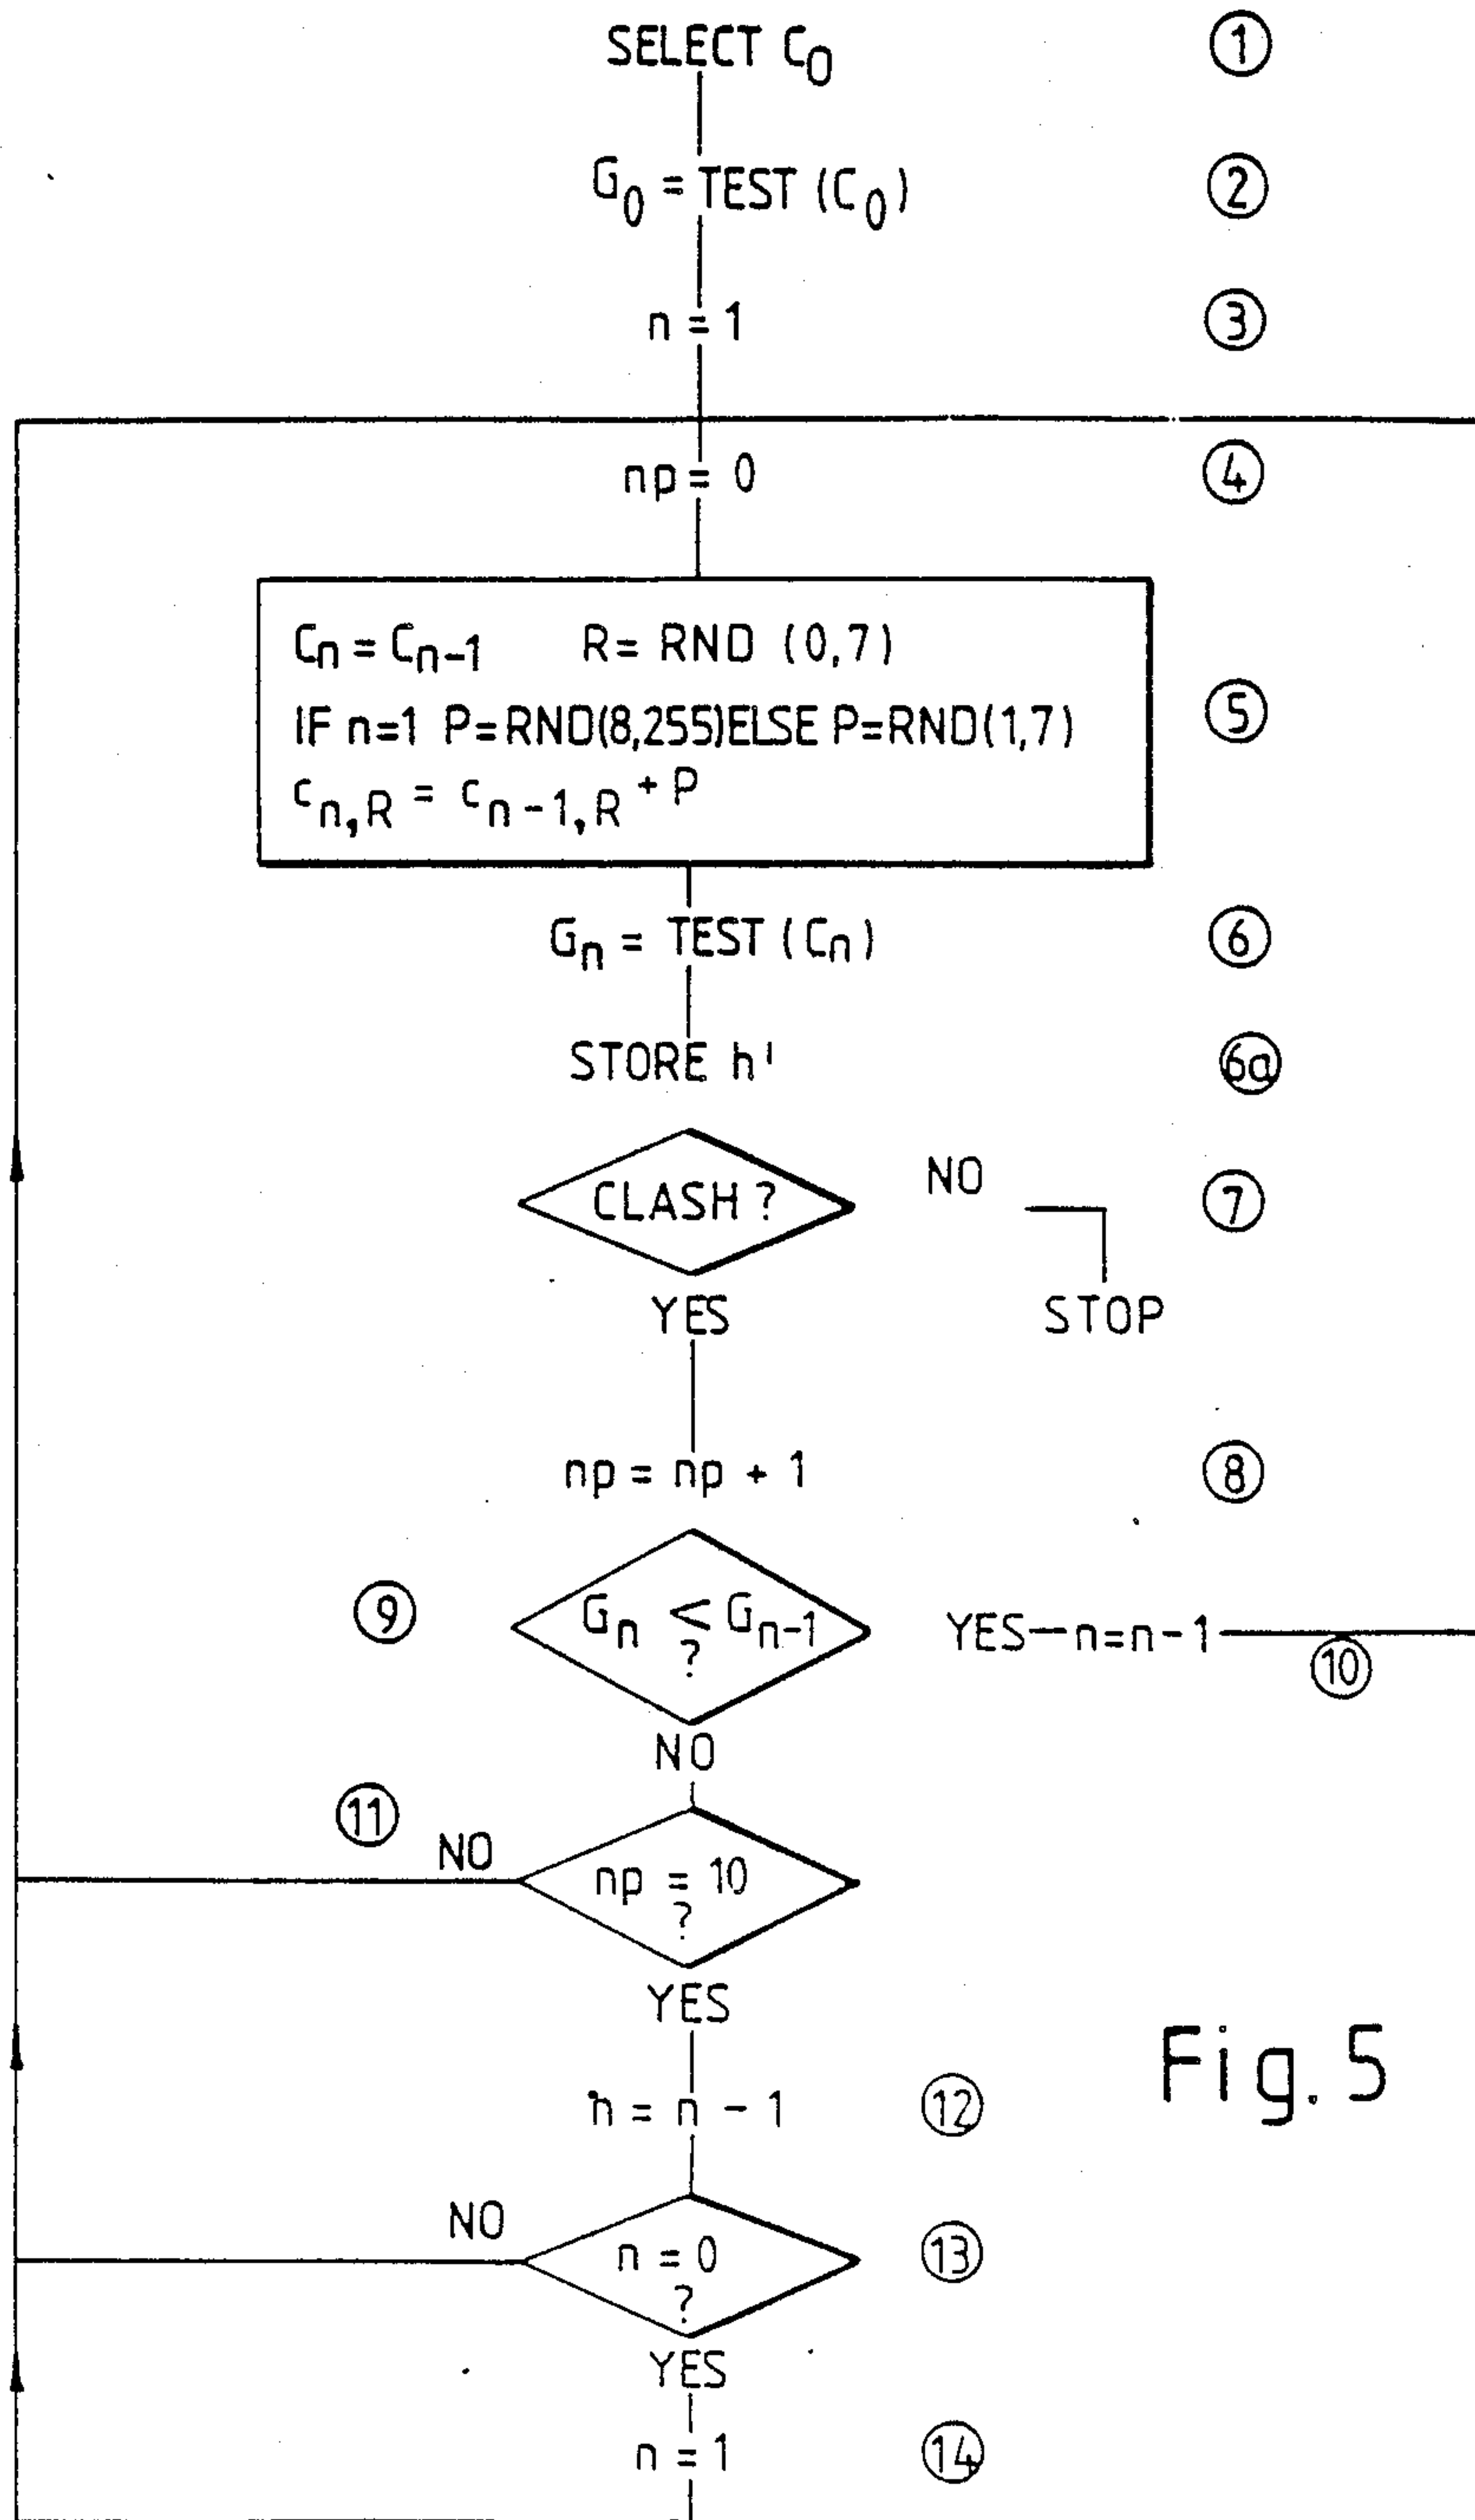 SELECT C0 ①
G0 = TEST (C0) ②
n = 1 ③
np = 0 ④
Cn = Cn-1 R = RND (0,7)
IF n=1 P=RND(8,255)ELSE P=RND(1,7) ⑤
cn,R = cn-1,R + P
Gn = TEST (Cn) ⑥
STORE h' 6a
CLASH ? NO ⑦
STOP
YES
np = np + 1 ⑧
⑨ Gn < Gn-1 ? YES — n=n-1 ⑩
NO
⑪ NO np = 10 ?
YES
Fig. 5
n = n - 1 ⑫
NO n = 0 ? ⑬
YES
n = 1 ⑭